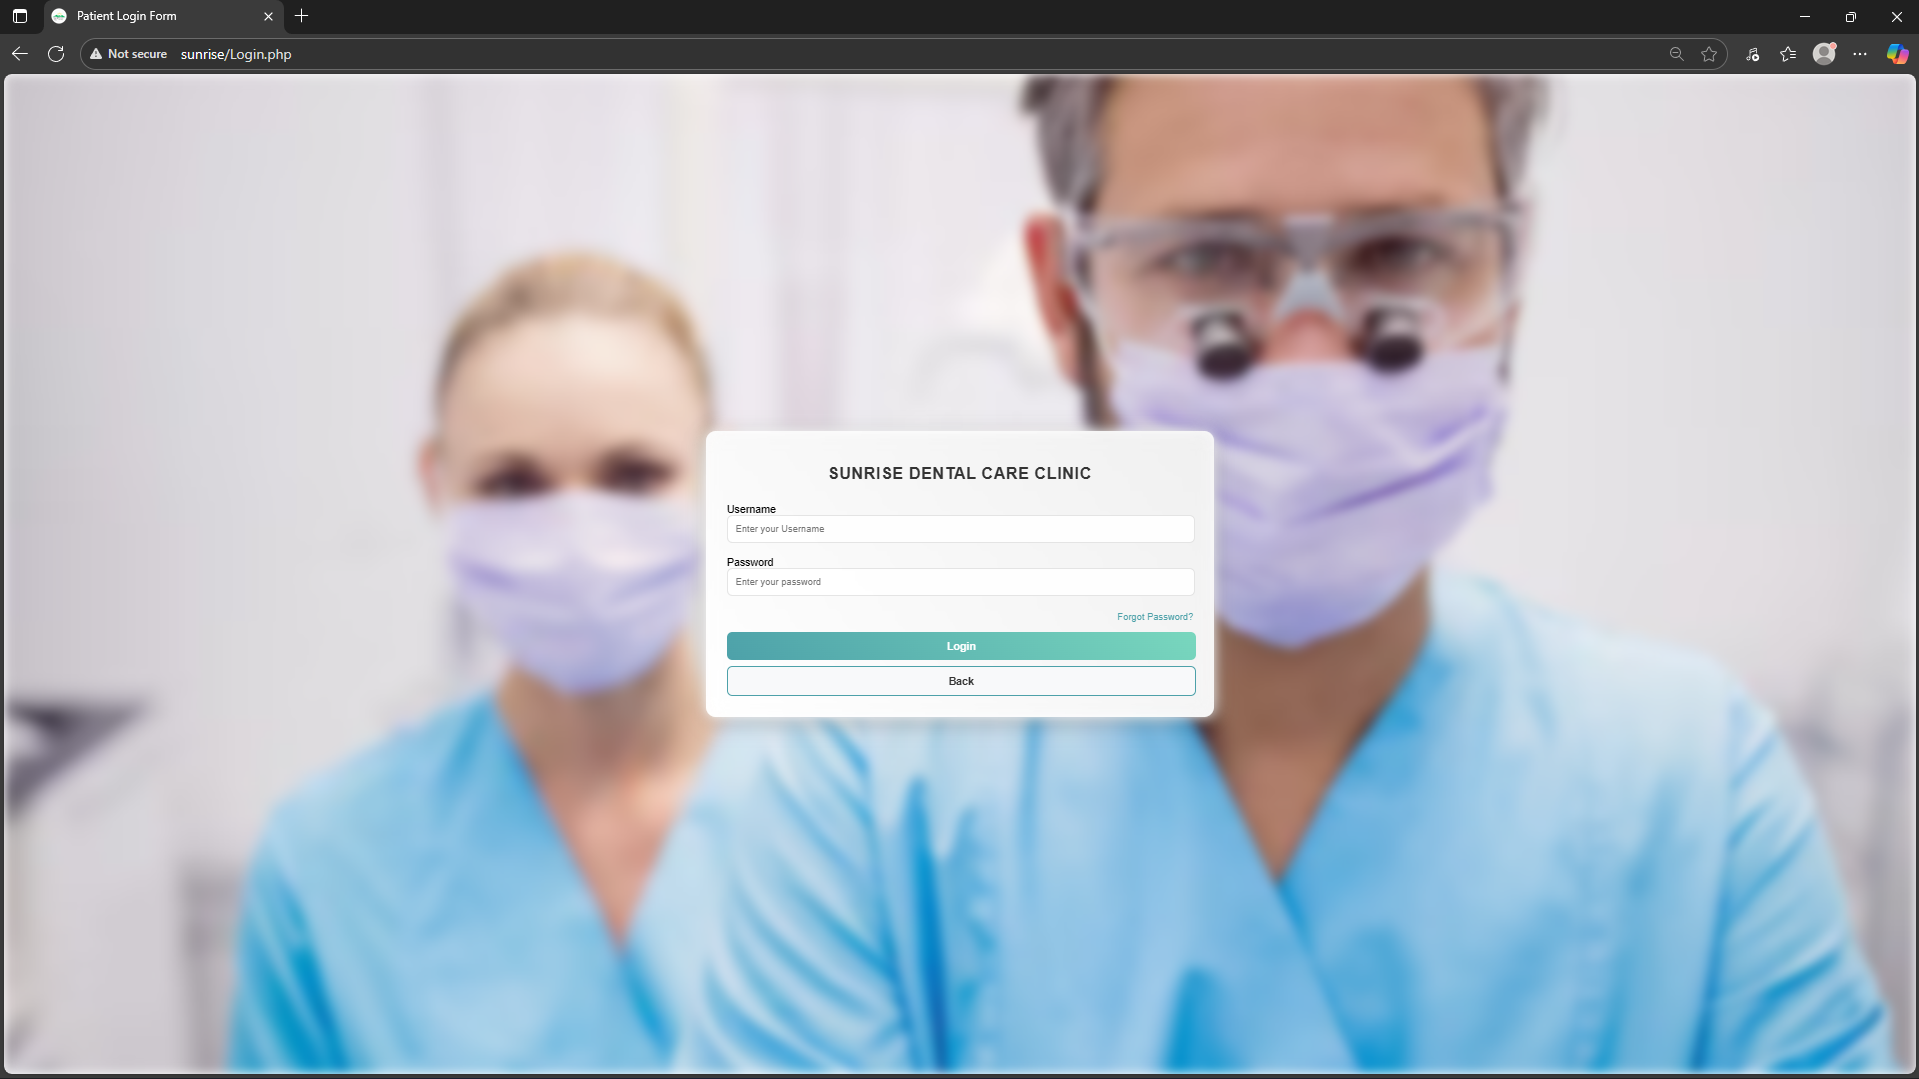 Patient Login Form
Not secure
sunrise/Login.php
SUNRISE DENTAL CARE CLINIC
Username
Enter your Username
Password
Enter your password
Forgot Password?
Login
Back